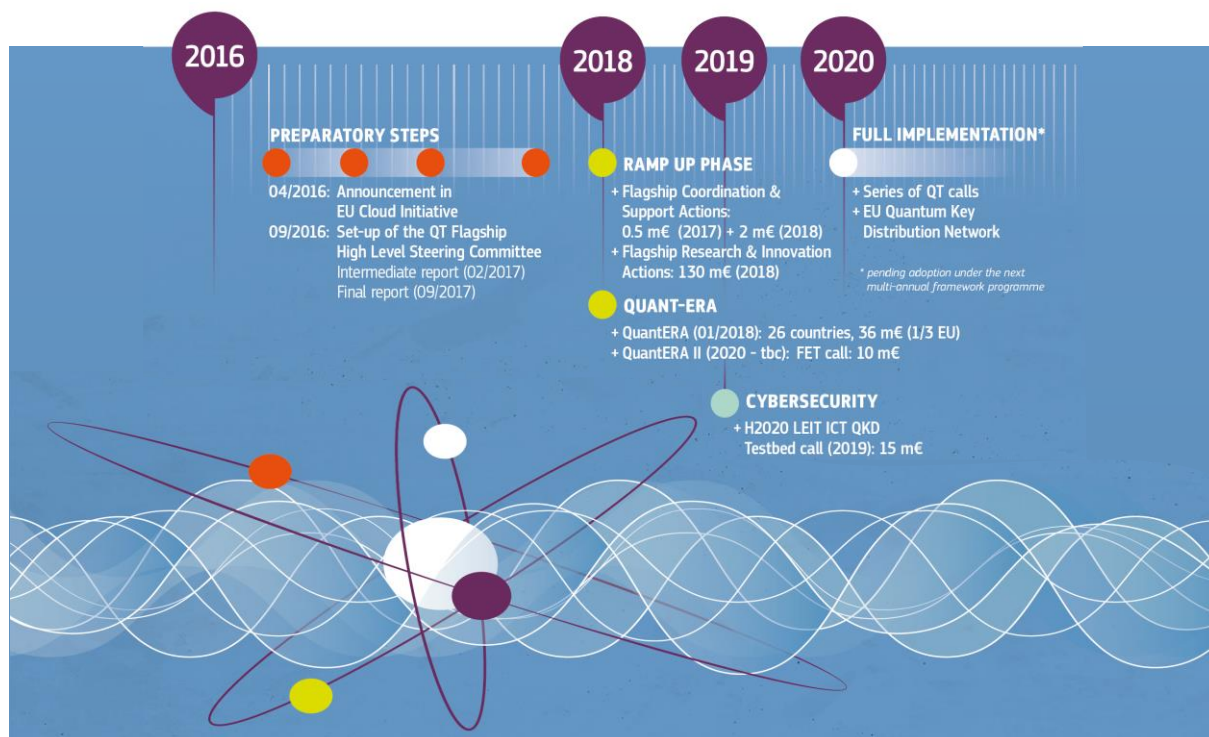 2016
2018
2019
2020
PREPARATORY STEPS
04/2016: Announcement in
EU Cloud Initiative
09/2016: Set-up of the QT Flagship
High Level Steering Committee
Intermediate report (02/2017)
Final report (09/2017)
RAMP UP PHASE
+ Flagship Coordination &
Support Actions:
0.5 m€ (2017) + 2 m€ (2018)
+ Flagship Research & Innovation
Actions: 130 m€ (2018)
QUANT-ERA
+ QuantERA (01/2018): 26 countries, 36 m€ (1/3 EU)
+ QuantERA II (2020 - tbc): FET call: 10 m€
CYBERSECURITY
+ H2020 LEIT ICT QKD
Testbed call (2019): 15 m€
FULL IMPLEMENTATION*
+ Series of QT calls
+ EU Quantum Key
Distribution Network
* pending adoption under the next
multi-annual framework programme